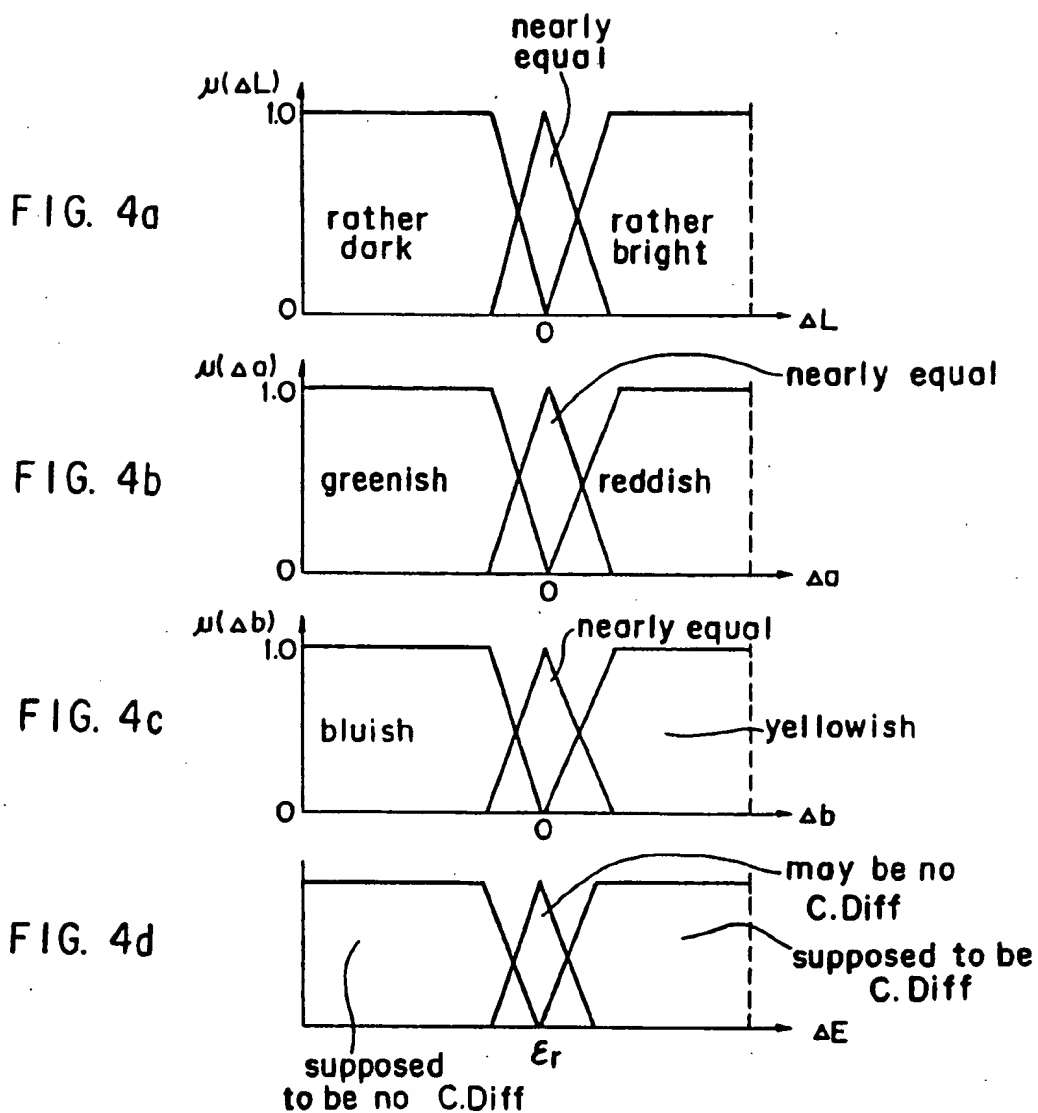 nearly
equal
μ(ΔL)
1.0
FIG. 4a
rather
dark
rather
bright
0
0
ΔL
μ(Δa)
1.0
nearly equal
FIG. 4b
greenish
reddish
0
0
Δa
μ(Δb)
1.0
nearly equal
FIG. 4c
bluish
yellowish
0
0
Δb
may be no
C.Diff
FIG. 4d
supposed to be
C.Diff
εr
ΔE
supposed
to be no C.Diff